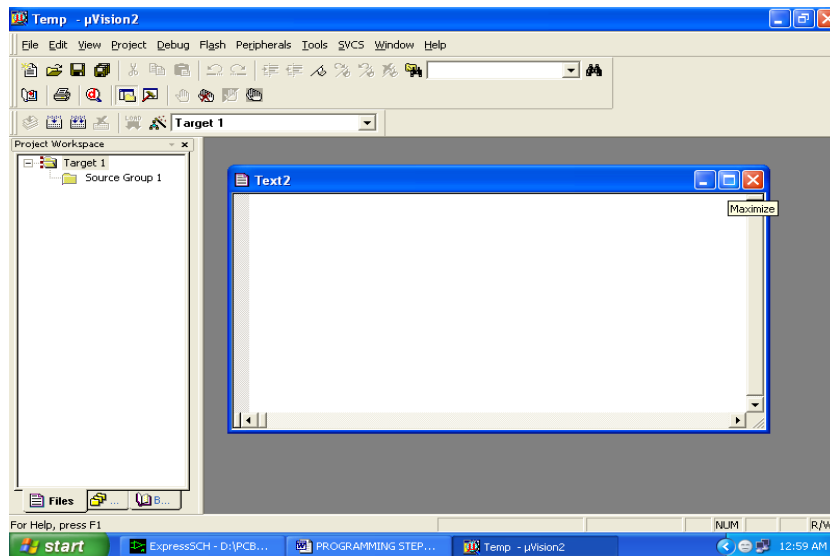 Temp - µVision2
File Edit View Project Debug Flash Peripherals Tools SVCS Window Help
LOAD Target 1
Project Workspace
Target 1
Source Group 1
Text2
Maximize
Files ... B...
For Help, press F1 NUM R/W
start ExpressSCH - D:\PCB... PROGRAMMING STEP... Temp - µVision2 12:59 AM